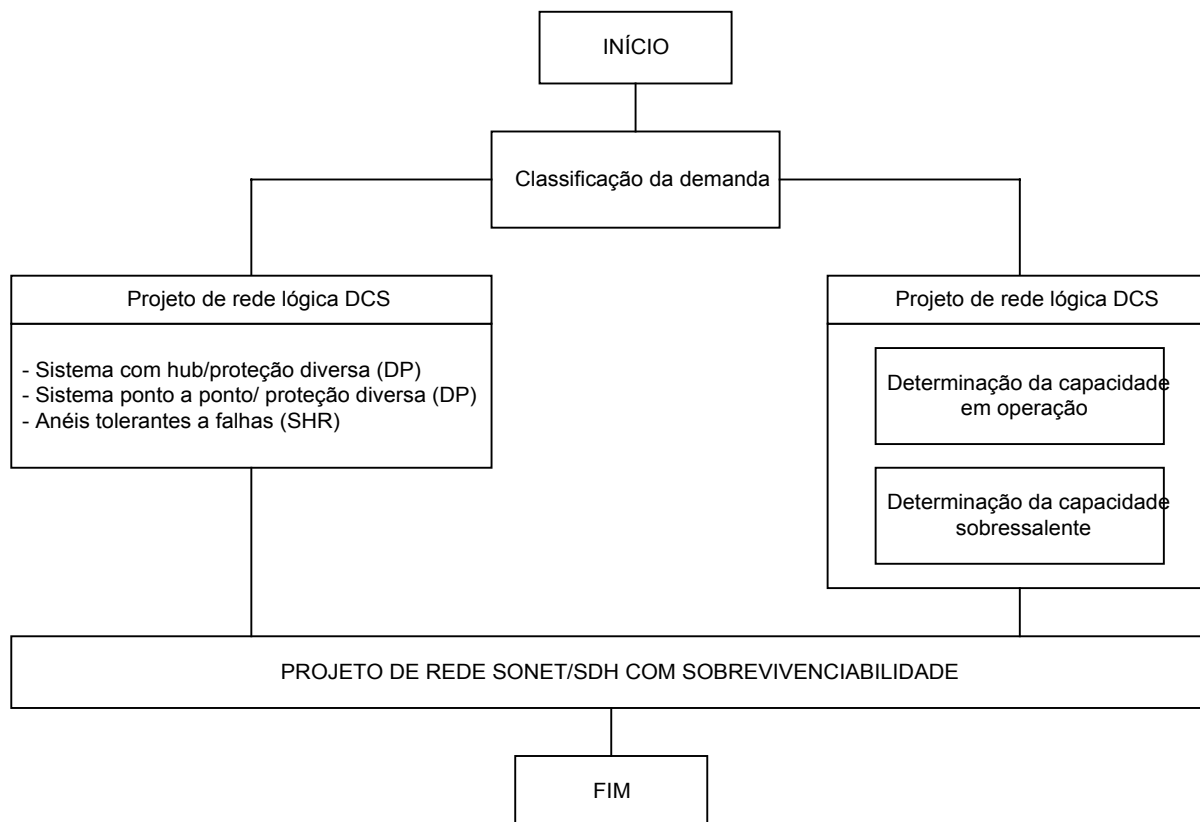 INÍCIO
Classificação da demanda
Projeto de rede lógica DCS
- Sistema com hub/proteção diversa (DP)
- Sistema ponto a ponto/ proteção diversa (DP)
- Anéis tolerantes a falhas (SHR)
Projeto de rede lógica DCS
Determinação da capacidade
em operação
Determinação da capacidade
sobressalente
PROJETO DE REDE SONET/SDH COM SOBREVIVENCIABILIDADE
FIM